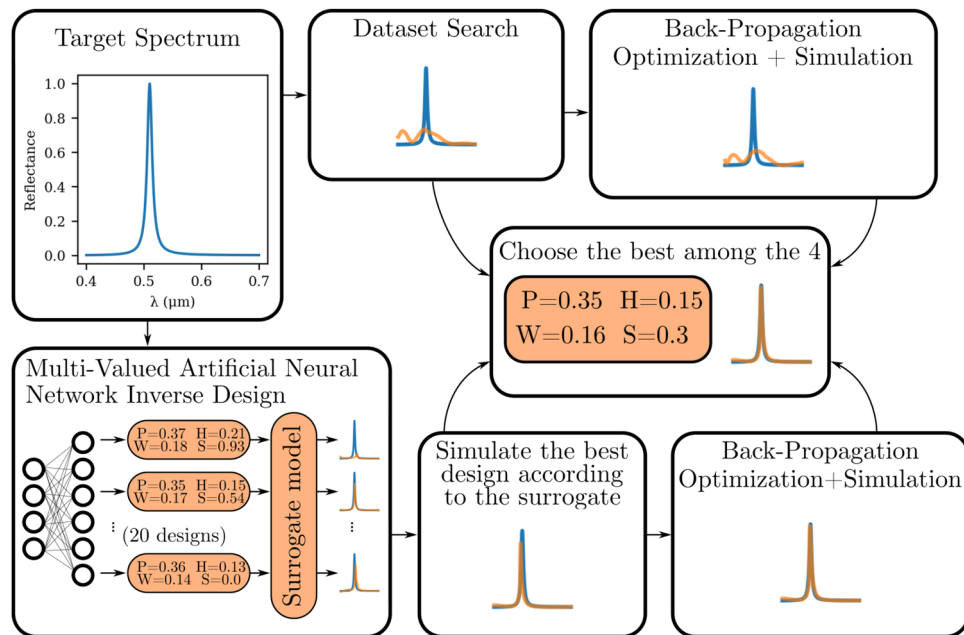 Target Spectrum
Reflectance
1.0
0.8
0.6
0.4
0.2
0.0
0.4 0.5 0.6 0.7
λ (μm)
Dataset Search
Back-Propagation
Optimization + Simulation
Choose the best among the 4
P=0.35 H=0.15
W=0.16 S=0.3
Multi-Valued Artificial Neural
Network Inverse Design
P=0.37 H=0.21
W=0.18 S=0.93
P=0.35 H=0.15
W=0.17 S=0.54
... (20 designs) ...
P=0.36 H=0.13
W=0.14 S=0.0
Surrogate model
Simulate the best
design according
to the surrogate
Back-Propagation
Optimization+Simulation